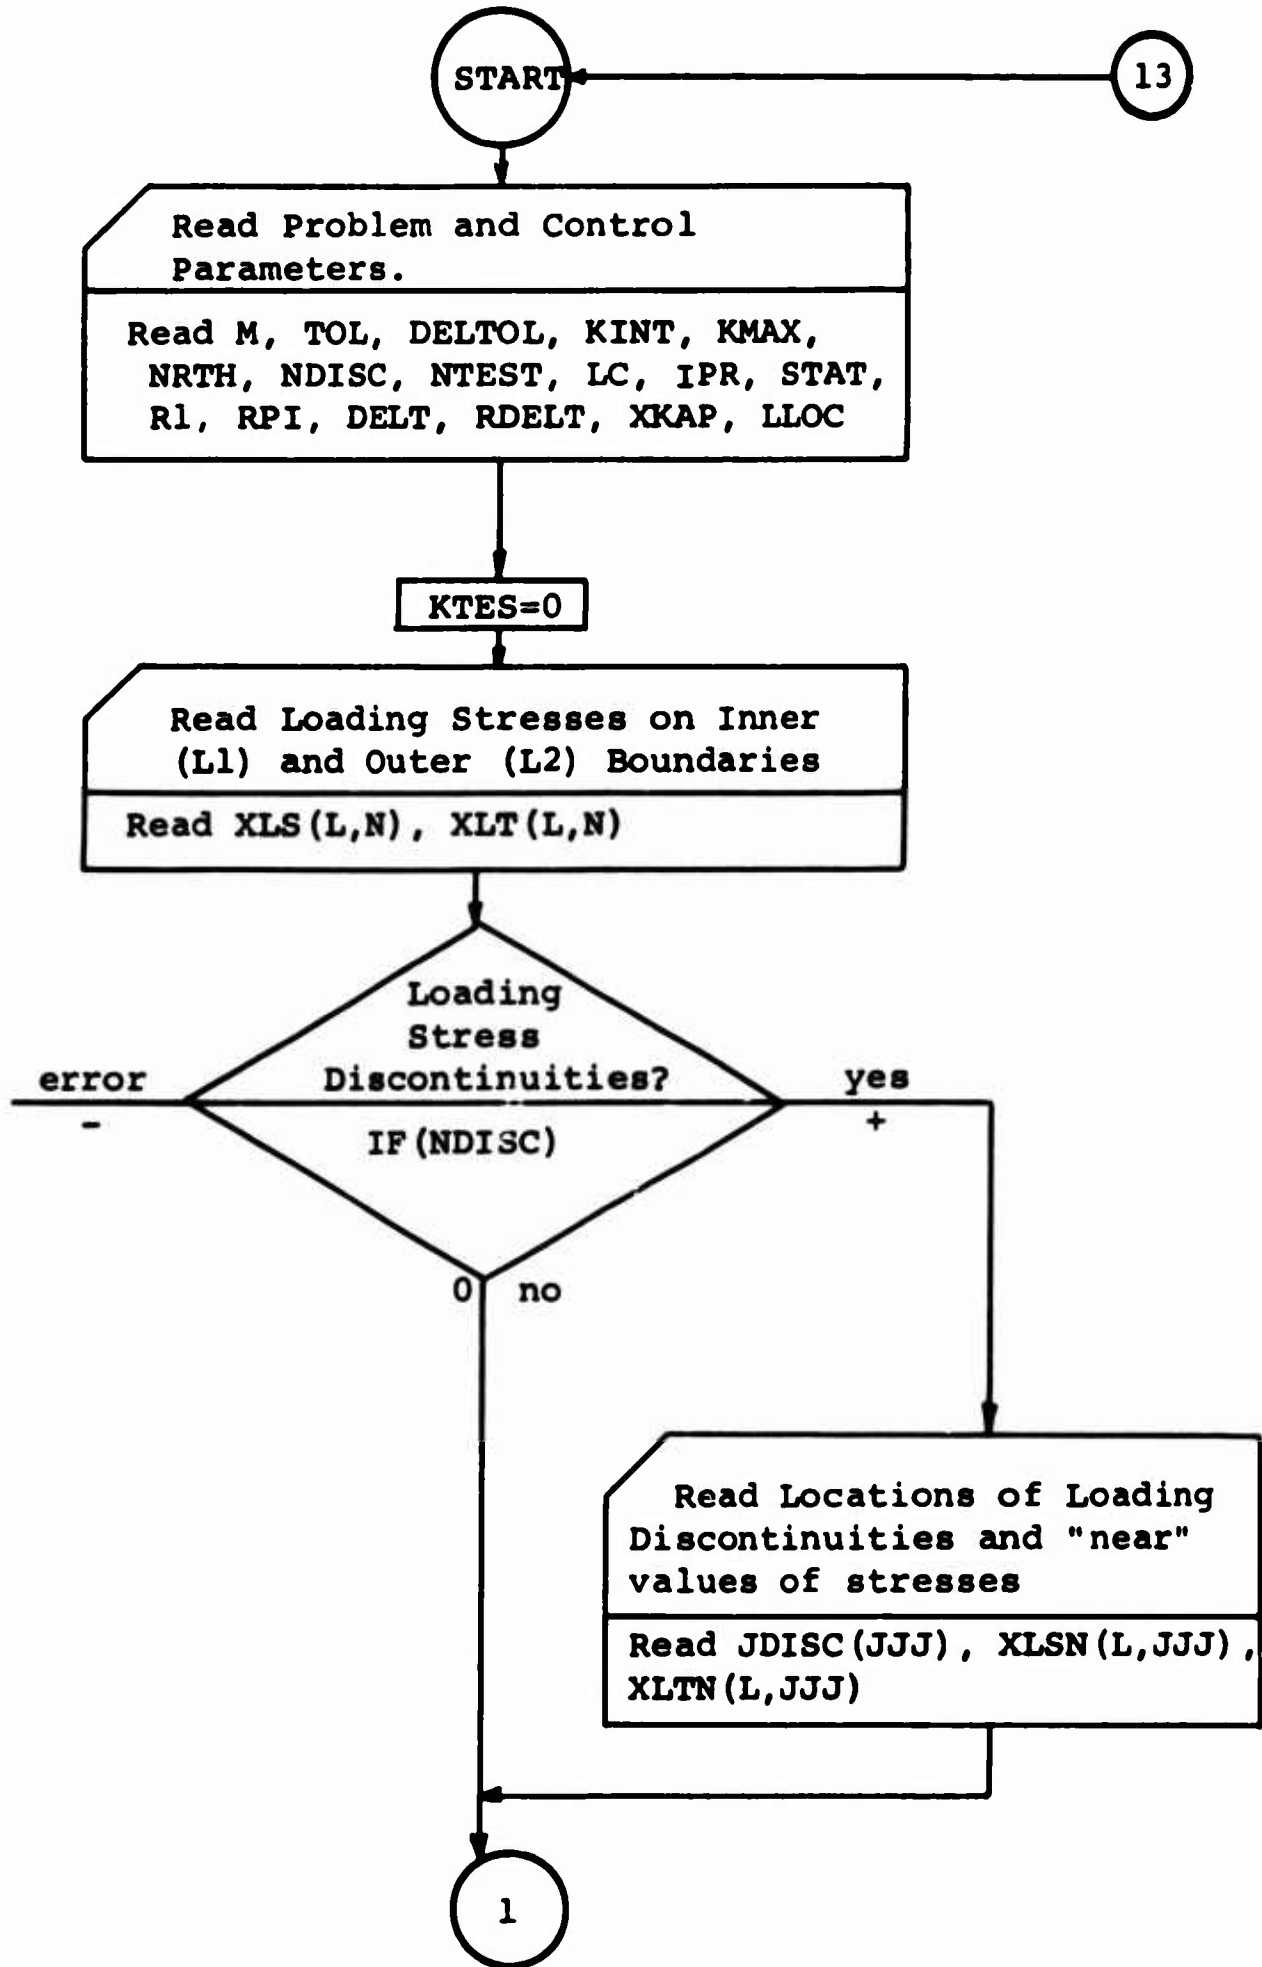 START
13
Read Problem and Control
Parameters.
Read M, TOL, DELTOL, KINT, KMAX,
NRTH, NDISC, NTEST, LC, IPR, STAT,
R1, RPI, DELT, RDELT, XKAP, LLOC
KTES=0
Read Loading Stresses on Inner
(L1) and Outer (L2) Boundaries
Read XLS(L,N), XLT(L,N)
Loading
Stress
Discontinuities?
error
-
yes
+
IF(NDISC)
0 no
Read Locations of Loading
Discontinuities and "near"
values of stresses
Read JDISC(JJJ), XLSN(L,JJJ),
XLTN(L,JJJ)
1